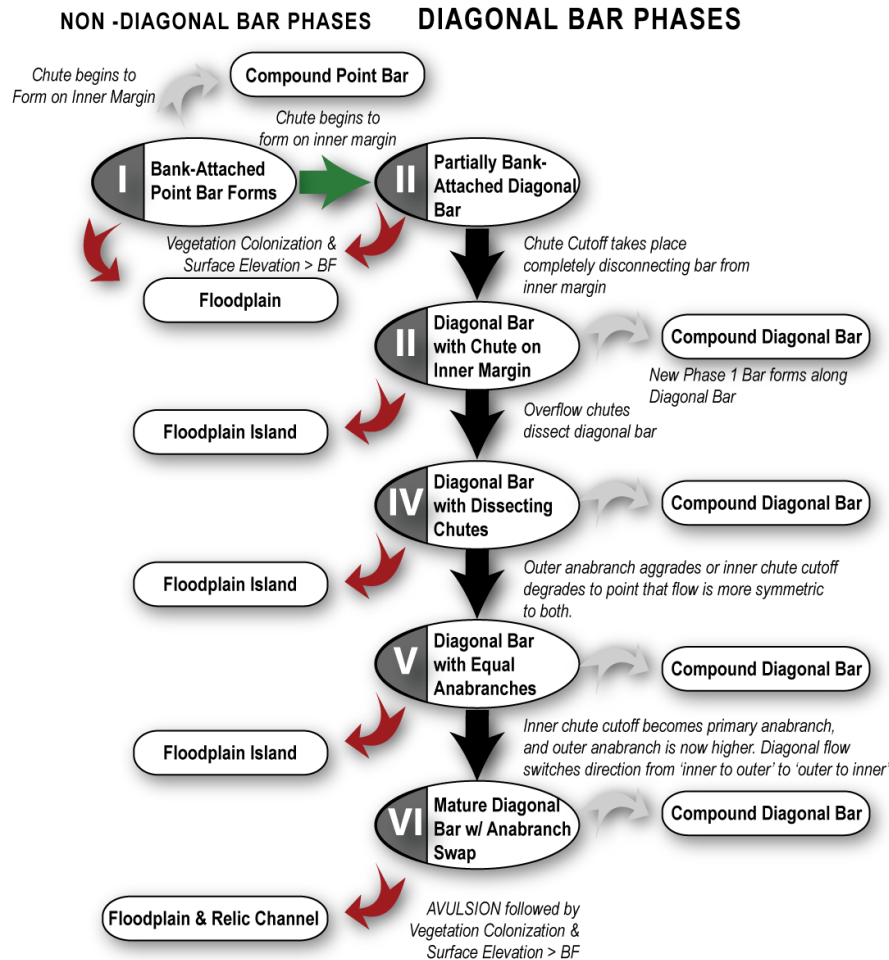 NON -DIAGONAL BAR PHASES
DIAGONAL BAR PHASES
Chute begins to
Form on Inner Margin
Compound Point Bar
Chute begins to
form on inner margin
I
Bank-Attached
Point Bar Forms
II
Partially Bank-
Attached Diagonal
Bar
Vegetation Colonization &
Surface Elevation > BF
Floodplain
Chute Cutoff takes place
completely disconnecting bar from
inner margin
II
Diagonal Bar
with Chute on
Inner Margin
Compound Diagonal Bar
New Phase 1 Bar forms along
Diagonal Bar
Floodplain Island
Overflow chutes
dissect diagonal bar
IV
Diagonal Bar
with Dissecting
Chutes
Compound Diagonal Bar
Floodplain Island
Outer anabranch aggrades or inner chute cutoff
degrades to point that flow is more symmetric
to both.
V
Diagonal Bar
with Equal
Anabranches
Compound Diagonal Bar
Floodplain Island
Inner chute cutoff becomes primary anabranch,
and outer anabranch is now higher. Diagonal flow
switches direction from ‘inner to outer’ to ‘outer to inner’
VI
Mature Diagonal
Bar w/ Anabranch
Swap
Compound Diagonal Bar
Floodplain & Relic Channel
AVULSION followed by
Vegetation Colonization &
Surface Elevation > BF